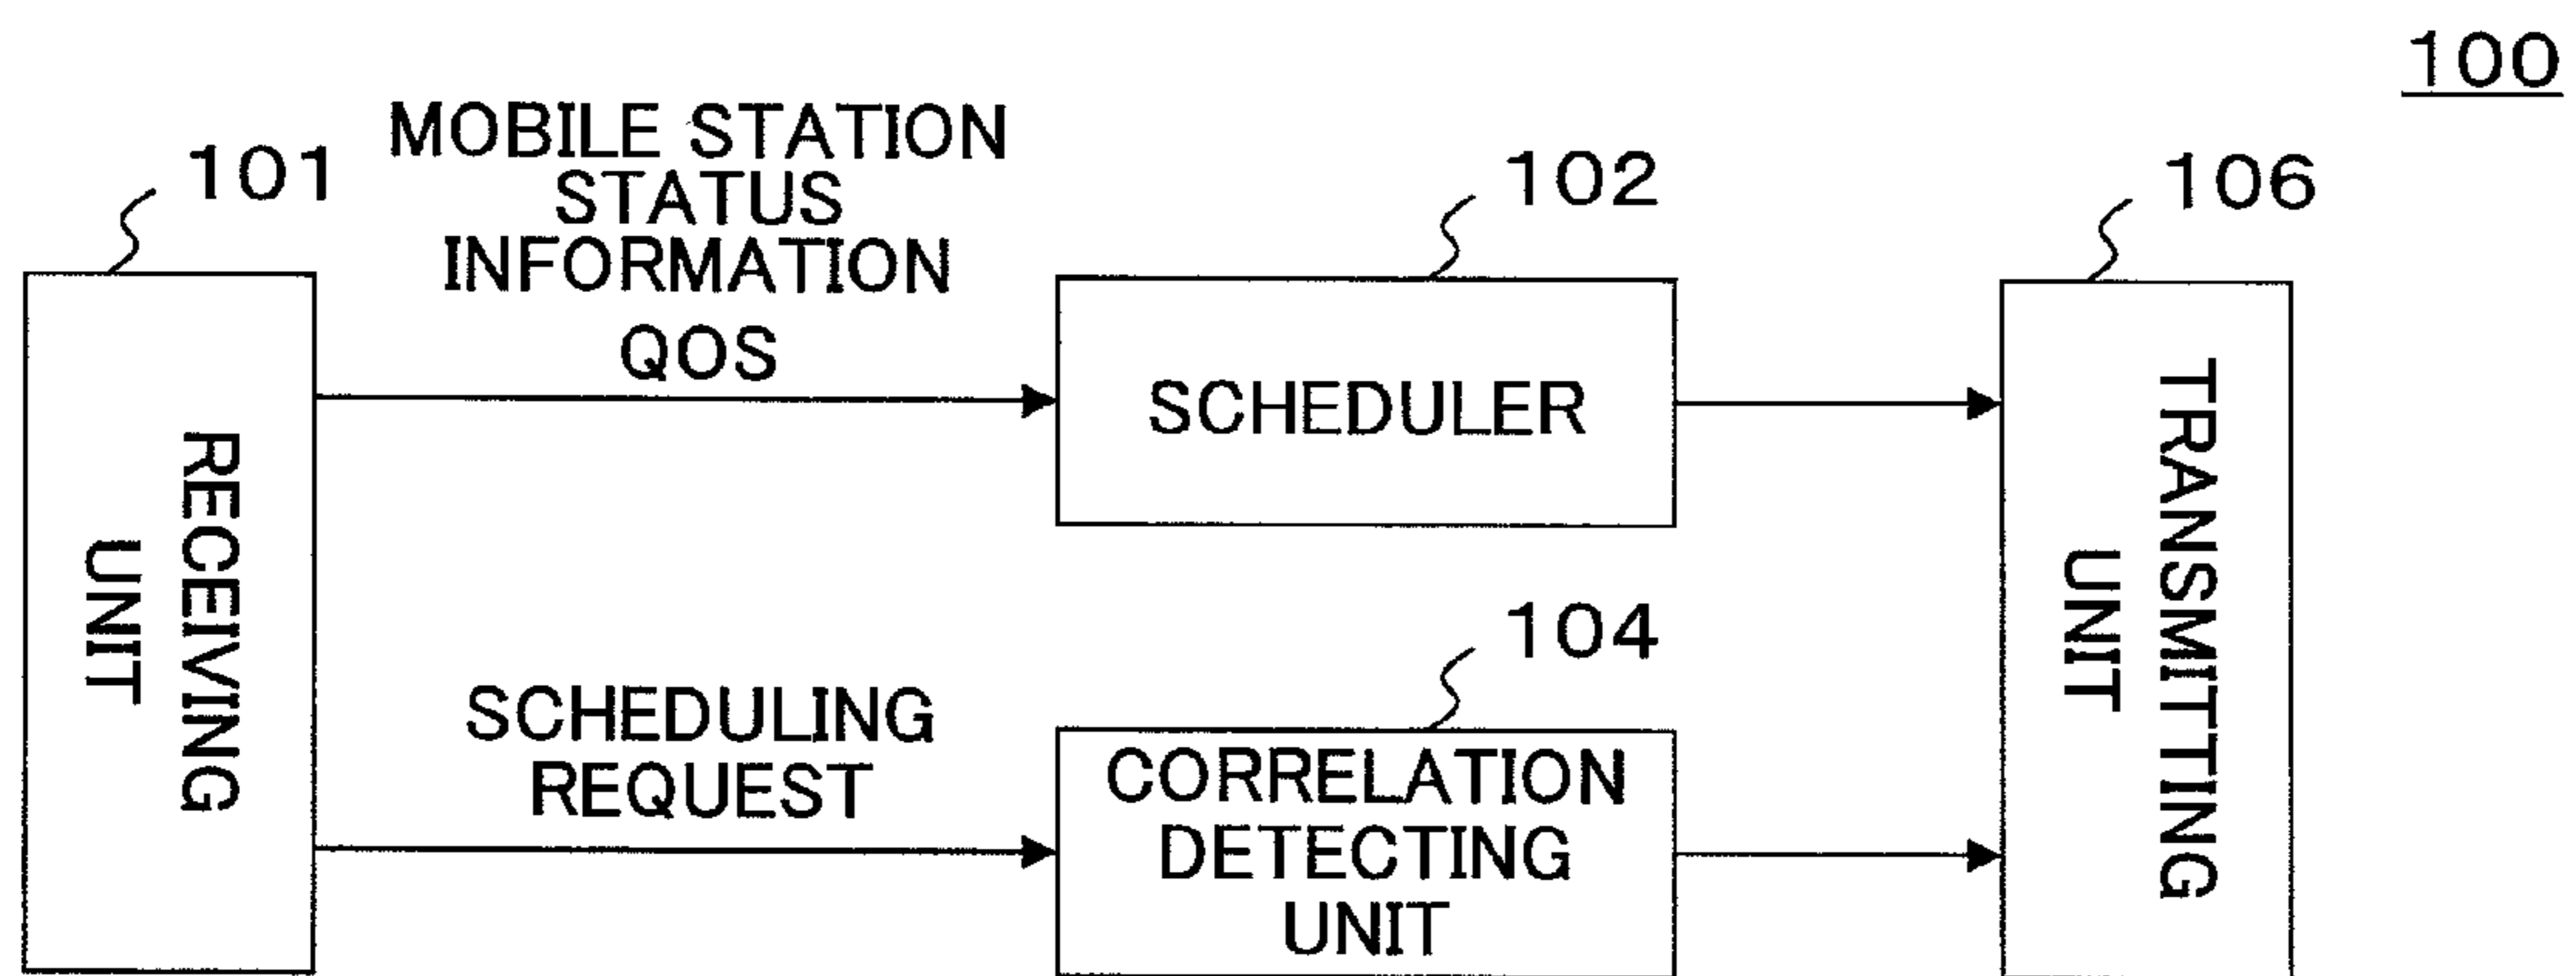 100
101
MOBILE STATION
STATUS
INFORMATION
QOS
102
106
RECEIVING
UNIT
SCHEDULER
TRANSMITTING
UNIT
SCHEDULING
REQUEST
104
CORRELATION
DETECTING
UNIT